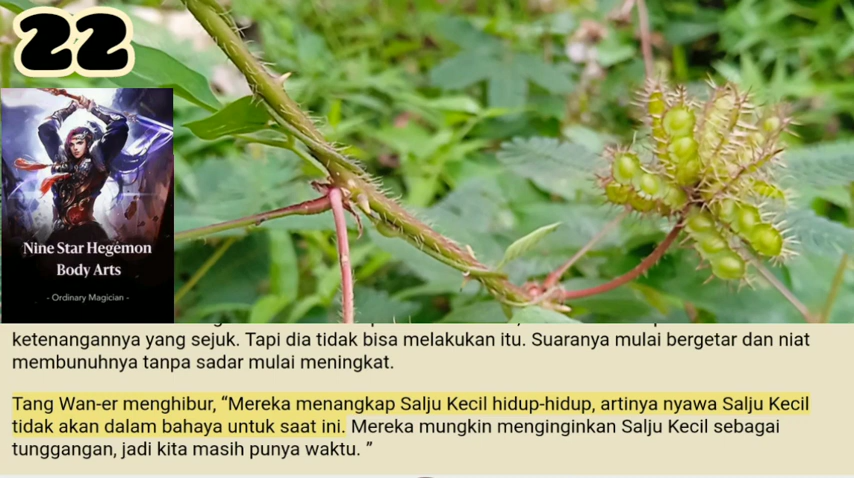 22
Nine Star Hegemon
Body Arts
- Ordinary Magician -
ketenangannya yang sejuk. Tapi dia tidak bisa melakukan itu. Suaranya mulai bergetar dan niat
membunuhnya tanpa sadar mulai meningkat.
Tang Wan-er menghibur, “Mereka menangkap Salju Kecil hidup-hidup, artinya nyawa Salju Kecil
tidak akan dalam bahaya untuk saat ini. Mereka mungkin menginginkan Salju Kecil sebagai
tunggangan, jadi kita masih punya waktu. ”